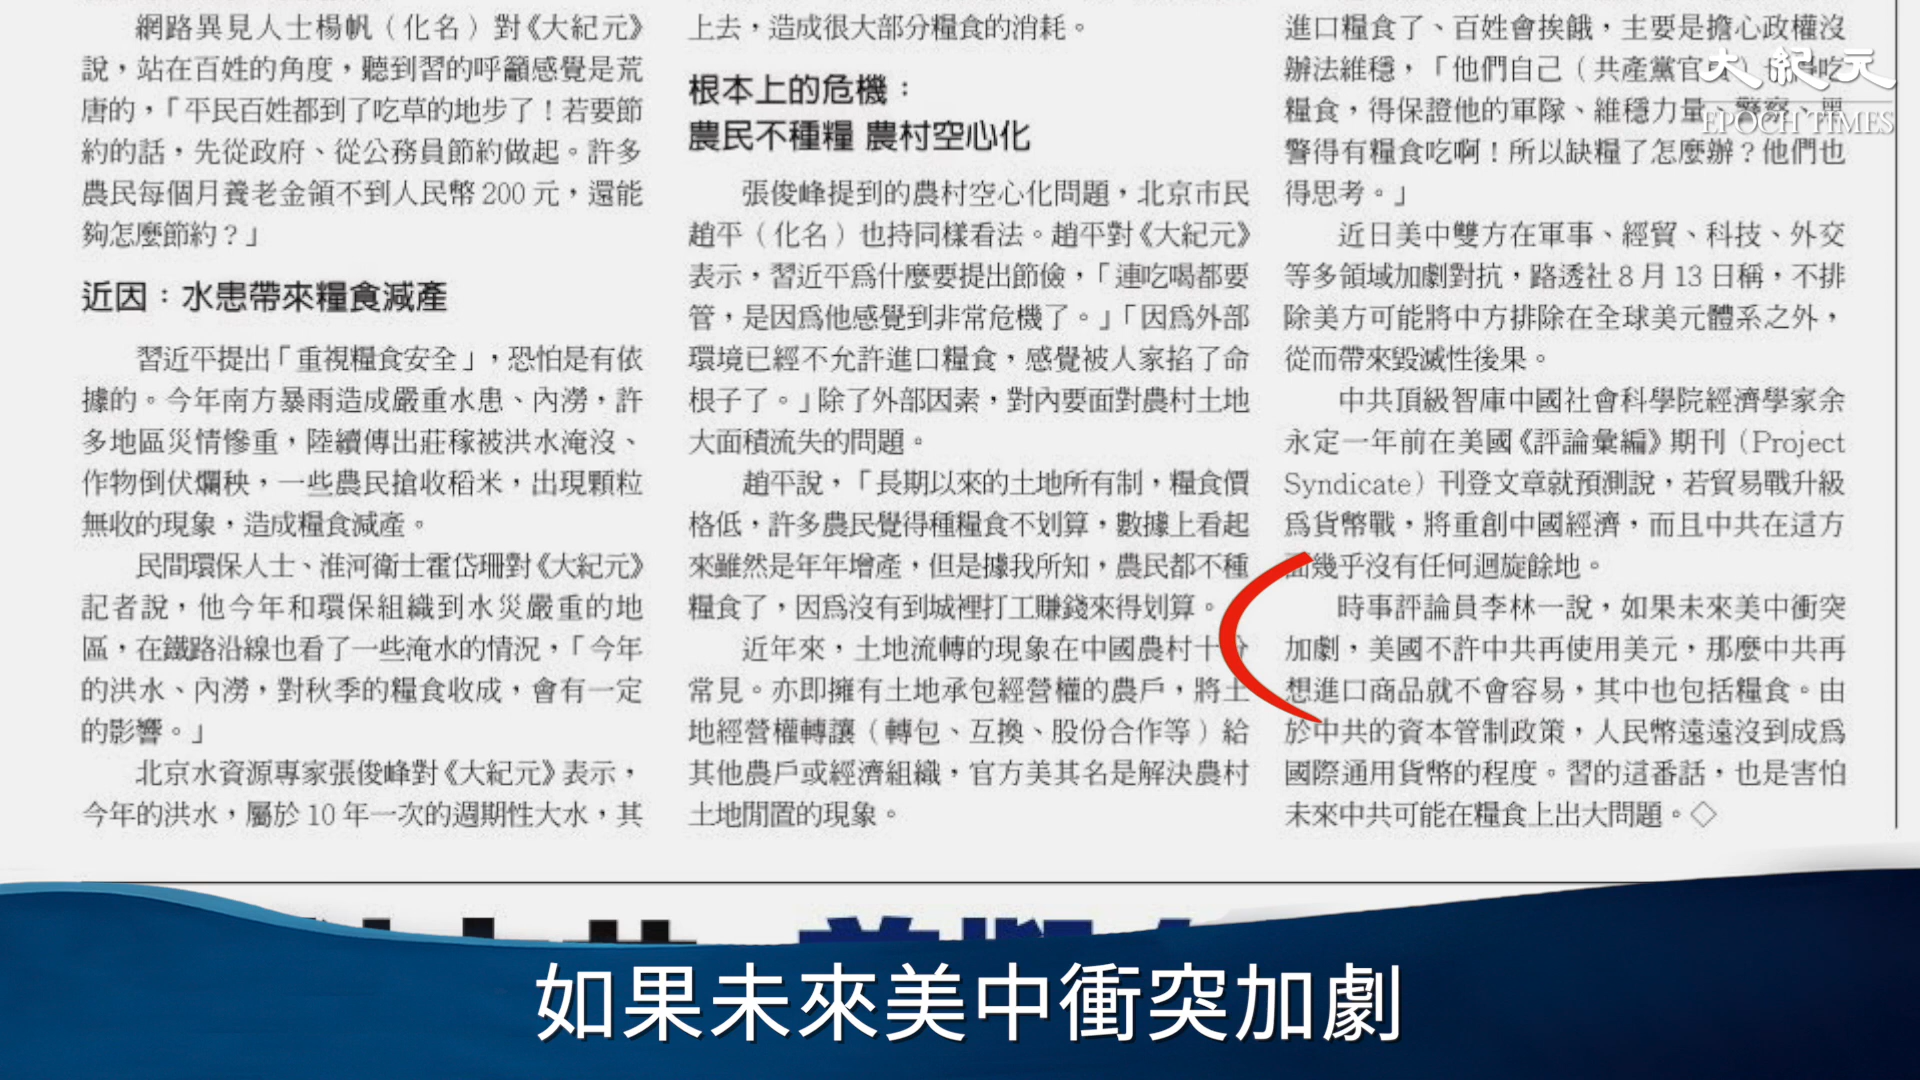 網路異見人士楊帆（化名）對《大紀元》
說，站在百姓的角度，聽到習的呼籲感覺是荒
唐的，「平民百姓都到了吃草的地步了！若要節
約的話，先從政府、從公務員節約做起。許多
農民每個月養老金領不到人民幣200元，還能
夠怎麼節約？」
近因：水患帶來糧食減產
習近平提出「重視糧食安全」，恐怕是有依
據的。今年南方暴雨造成嚴重水患、內澇，許
多地區災情慘重，陸續傳出莊稼被洪水淹沒、
作物倒伏爛秧，一些農民搶收稻米，出現顆粒
無收的現象，造成糧食減產。
民間環保人士、淮河衛士霍岱珊對《大紀元》
記者說，他今年和環保組織到水災嚴重的地
區，在鐵路沿線也看了一些淹水的情況，「今年
的洪水、內澇，對秋季的糧食收成，會有一定
的影響。」
北京水資源專家張俊峰對《大紀元》表示，
今年的洪水，屬於10年一次的週期性大水，其
上去，造成很大部分糧食的消耗。
根本上的危機：
農民不種糧 農村空心化
張俊峰提到的農村空心化問題，北京市民
趙平（化名）也持同樣看法。趙平對《大紀元》
表示，習近平爲什麼要提出節儉，「連吃喝都要
管，是因爲他感覺到非常危機了。」「因爲外部
環境已經不允許進口糧食，感覺被人家掐了命
根子了。」除了外部因素，對內要面對農村土地
大面積流失的問題。
趙平說，「長期以來的土地所有制，糧食價
格低，許多農民覺得種糧食不划算，數據上看起
來雖然是年年增產，但是據我所知，農民都不種
糧食了，因爲沒有到城裡打工賺錢來得划算。
近年來，土地流轉的現象在中國農村十分
常見。亦即擁有土地承包經營權的農戶，將土
地經營權轉讓（轉包、互換、股份合作等）給
其他農戶或經濟組織，官方美其名是解決農村
土地閒置的現象。
進口糧食了、百姓會挨餓，主要是擔心政權沒
辦法維穩，「他們自己（共產黨官）也得吃
糧食，得保證他的軍隊、維穩力量、警察、黑
警得有糧食吃啊！所以缺糧了怎麼辦？他們也
得思考。」
近日美中雙方在軍事、經貿、科技、外交
等多領域加劇對抗，路透社8月13日稱，不排
除美方可能將中方排除在全球美元體系之外，
從而帶來毀滅性後果。
中共頂級智庫中國社會科學院經濟學家余
永定一年前在美國《評論彙編》期刊（Project
Syndicate）刊登文章就預測說，若貿易戰升級
爲貨幣戰，將重創中國經濟，而且中共在這方
面幾乎沒有任何迴旋餘地。
時事評論員李林一說，如果未來美中衝突
加劇，美國不許中共再使用美元，那麼中共再
想進口商品就不會容易，其中也包括糧食。由
於中共的資本管制政策，人民幣遠遠沒到成爲
國際通用貨幣的程度。習的這番話，也是害怕
未來中共可能在糧食上出大問題。◇
大紀元
EPOCH TIMES
如果未來美中衝突加劇